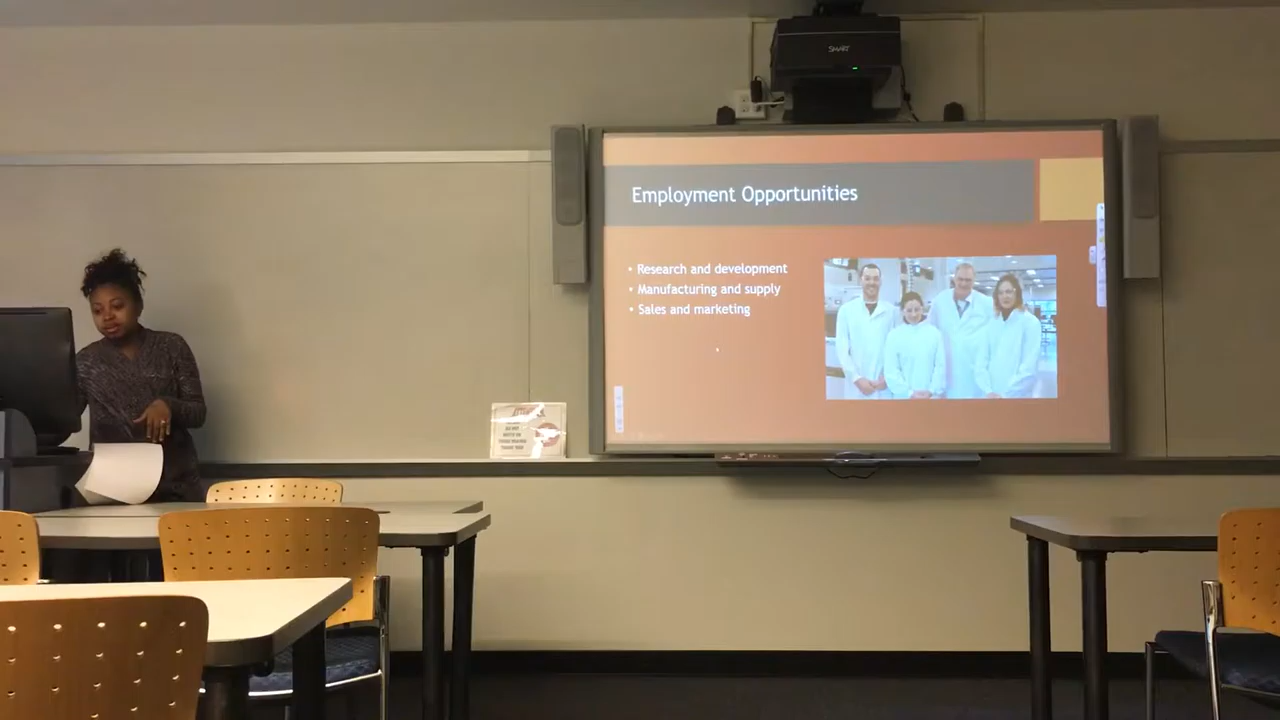 SMART
Employment Opportunities
• Research and development
• Manufacturing and supply
• Sales and marketing